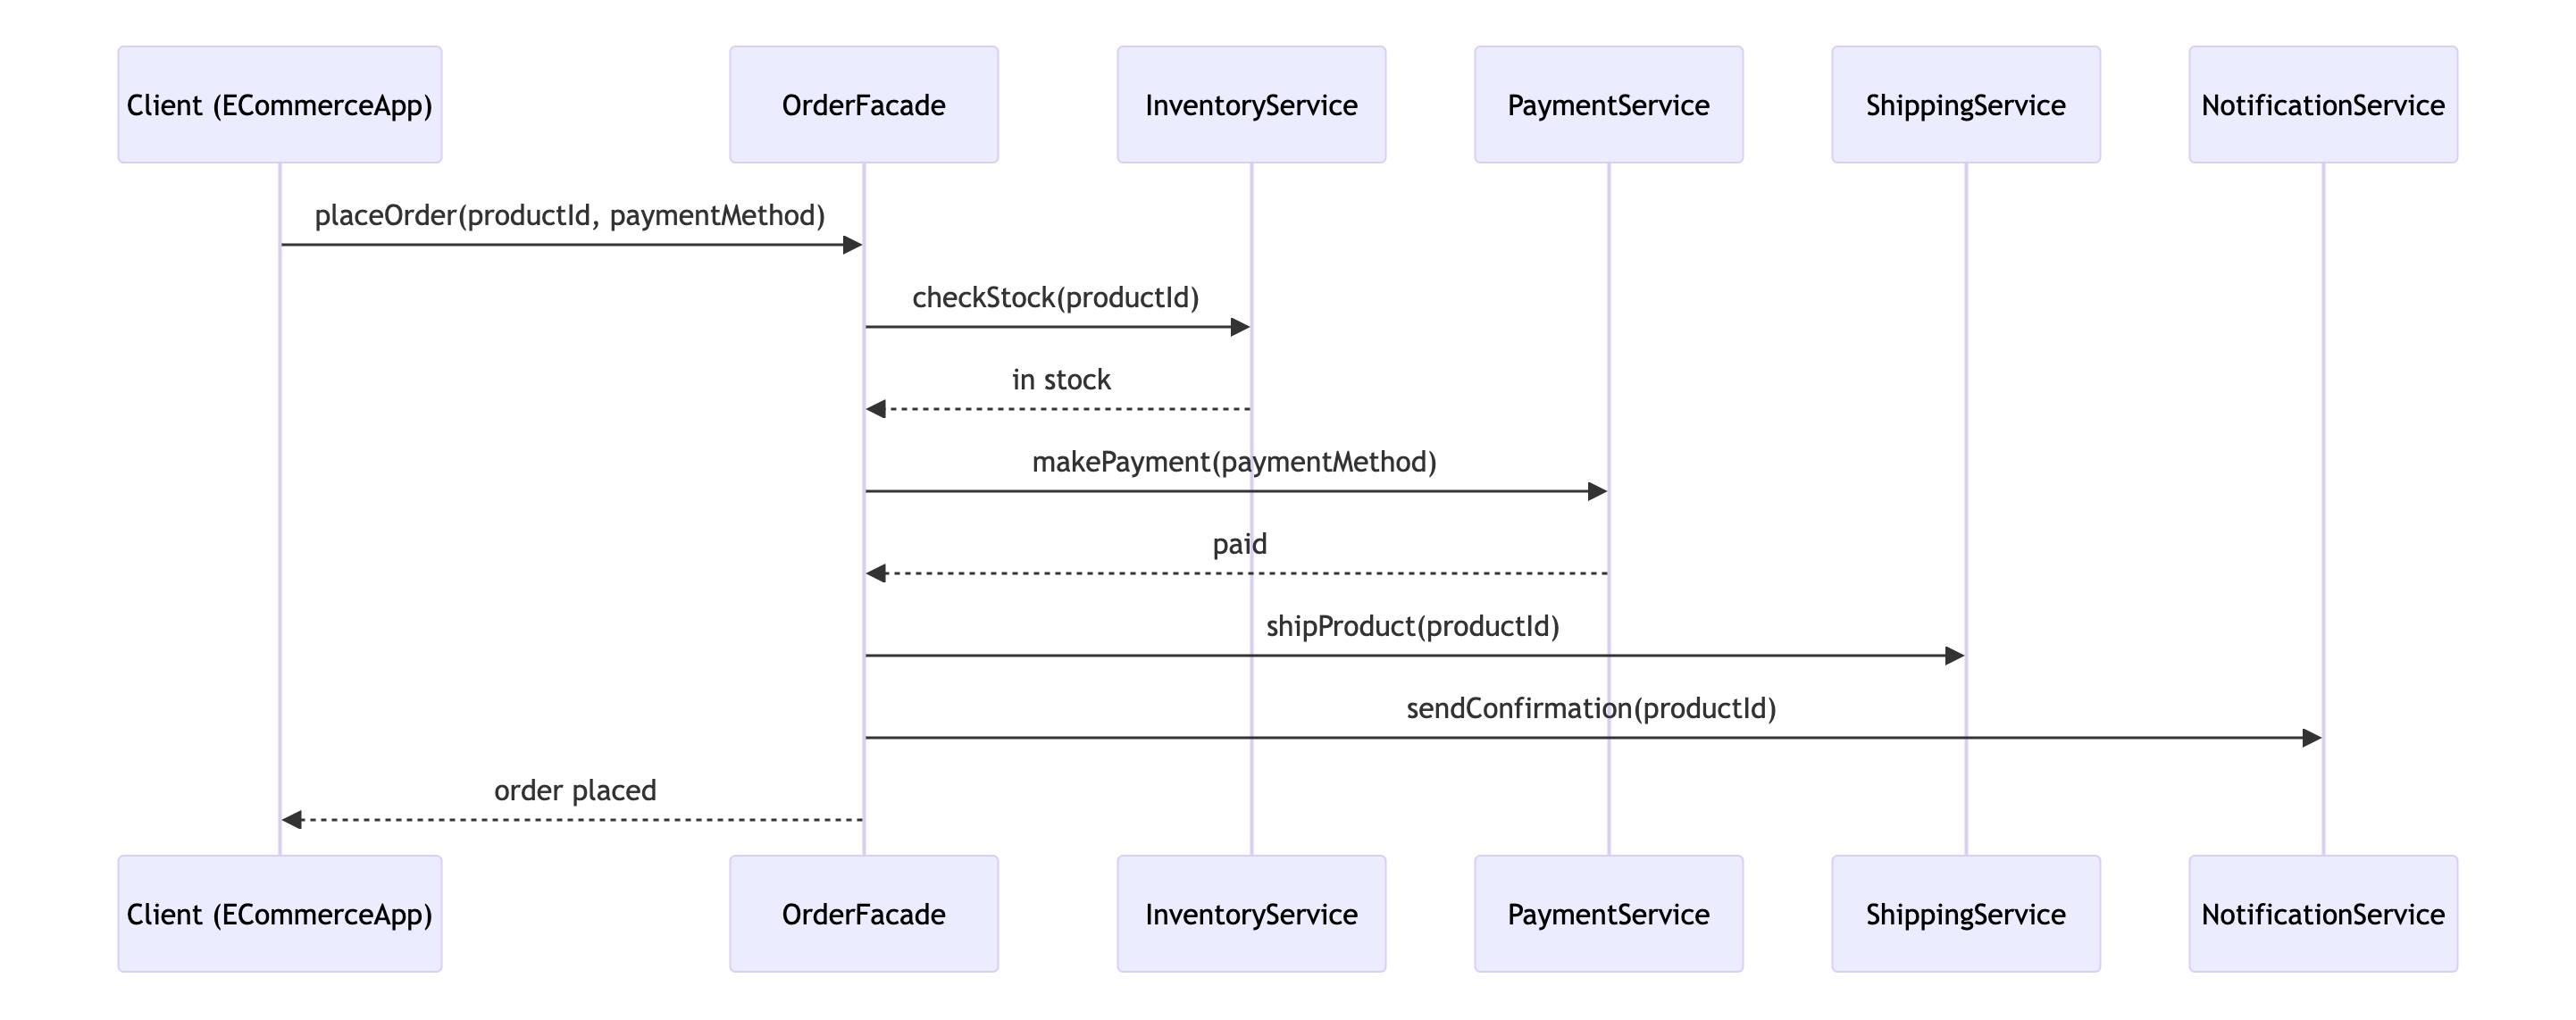 Client (ECommerceApp)
OrderFacade
InventoryService
PaymentService
ShippingService
NotificationService
placeOrder(productId, paymentMethod)
checkStock(productId)
in stock
makePayment(paymentMethod)
paid
shipProduct(productId)
sendConfirmation(productId)
order placed
Client (ECommerceApp)
OrderFacade
InventoryService
PaymentService
ShippingService
NotificationService